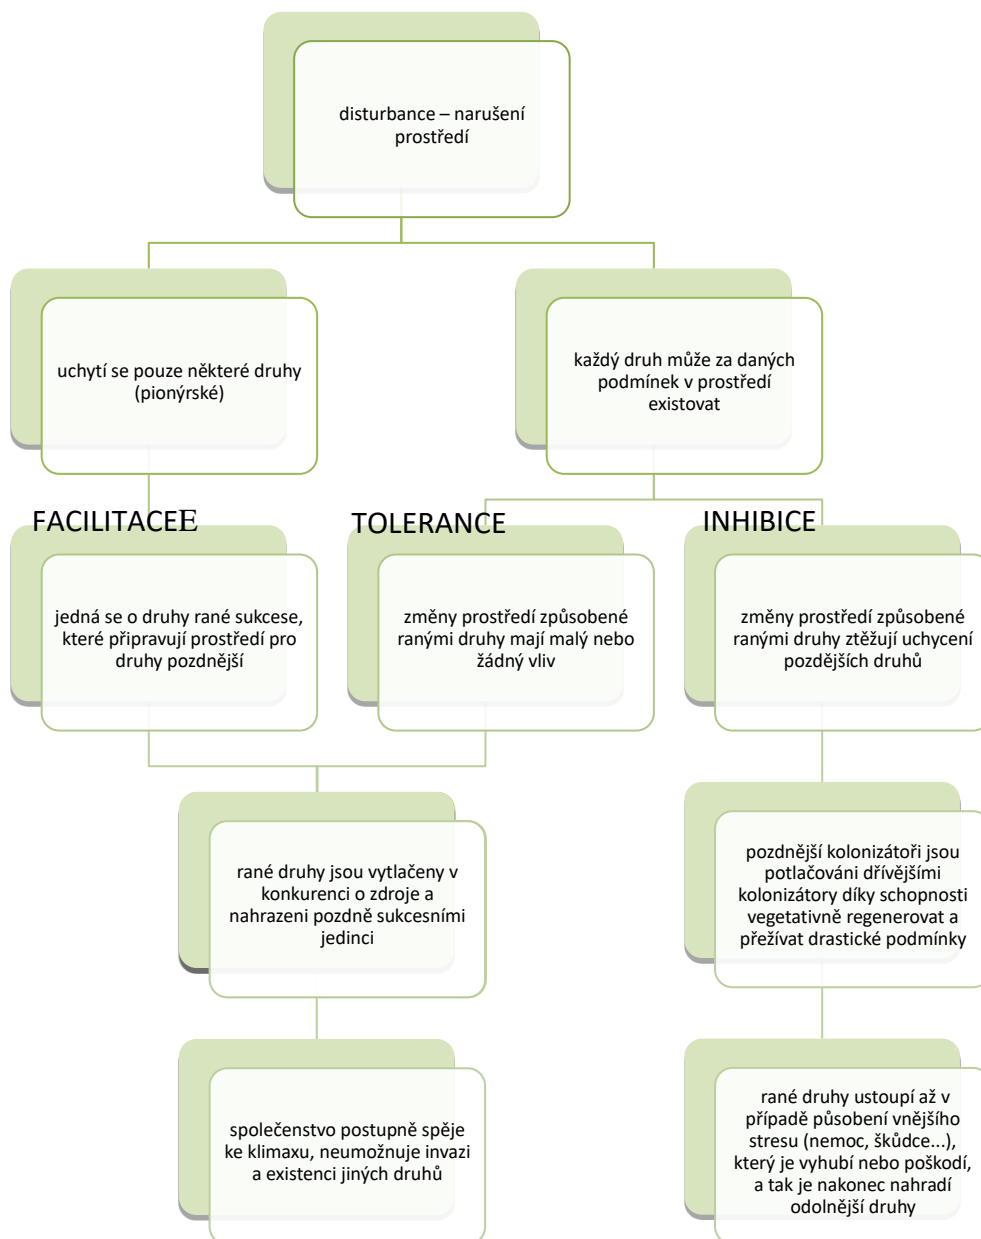 disturbance – narušení
prostředí
uchytí se pouze některé druhy
(pionýrské)
každý druh může za daných
podmínek v prostředí
existovat
FACILITACEE
TOLERANCE
INHIBICE
jedná se o druhy rané sukcese,
které připravují prostředí pro
druhy pozdnější
změny prostředí způsobené
ranými druhy mají malý nebo
žádný vliv
změny prostředí způsobené
ranými druhy ztěžují uchycení
pozdějších druhů
rané druhy jsou vytlačeny v
konkurenci o zdroje a
nahrazeni pozdně sukcesními
jedinci
pozdnější kolonizátoři jsou
potlačováni dřívějšími
kolonizátory díky schopnosti
vegetativně regenerovat a
přežívat drastické podmínky
společenstvo postupně spěje
ke klimaxu, neumožnuje invazi
a existenci jiných druhů
rané druhy ustoupí až v
případě působení vnějšího
stresu (nemoc, škůdce...),
který je vyhubí nebo poškodí,
a tak je nakonec nahradí
odolnější druhy